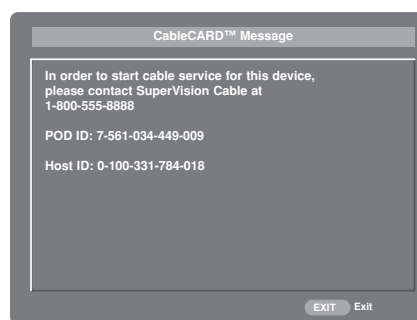 CableCARD™ Message
In order to start cable service for this device,
please contact SuperVision Cable at
1-800-555-8888
POD ID: 7-561-034-449-009
Host ID: 0-100-331-784-018
EXIT Exit